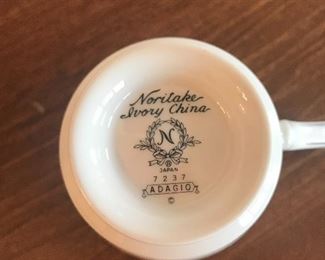 Noritake
Ivory China
N
®
JAPAN
7237
ADAGIO
©